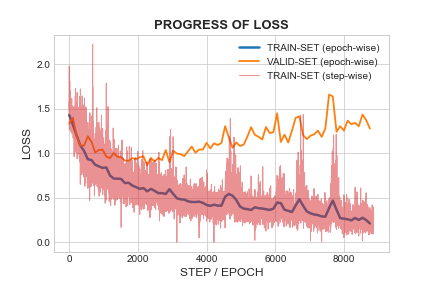 PROGRESS OF LOSS
TRAIN-SET (epoch-wise)
VALID-SET (epoch-wise)
TRAIN-SET (step-wise)
LOSS
2.0
1.5
1.0
0.5
0.0
0 2000 4000 6000 8000
STEP / EPOCH